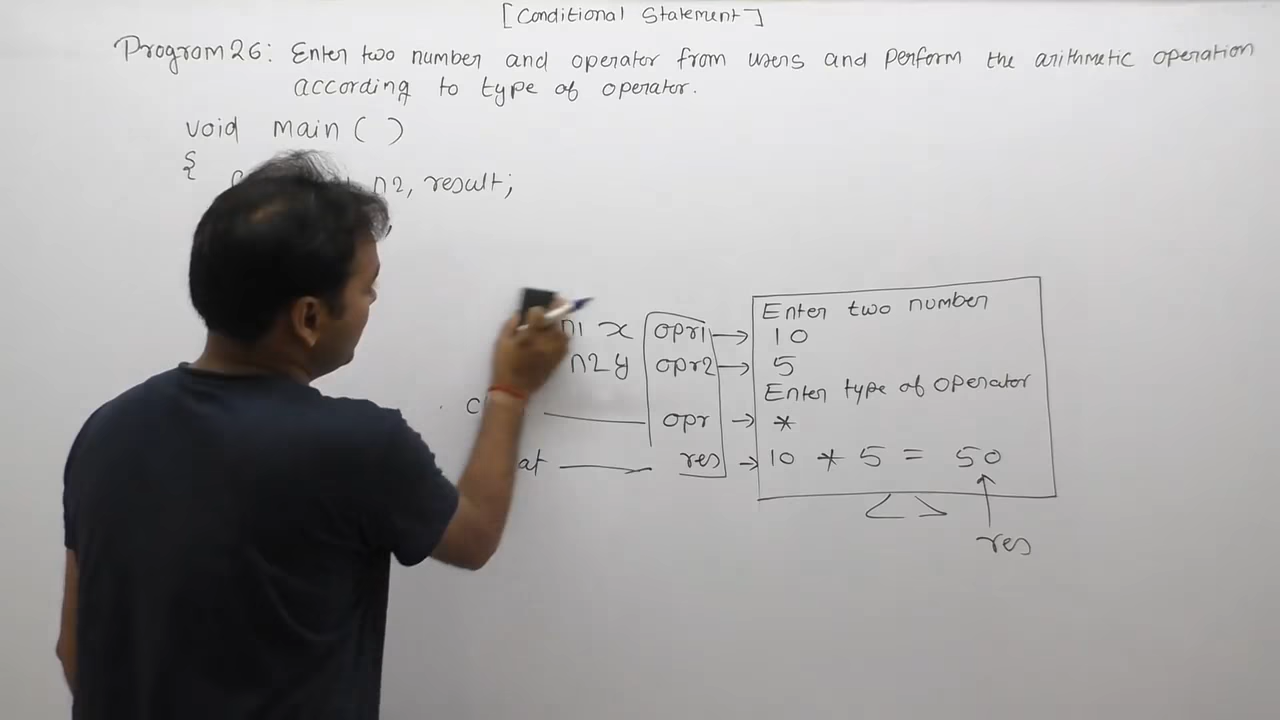 [Conditional Statement]
Program 26: Enter two number and operator from users and perform the arithmetic operation
according to type of operator.
void main ( )
{
n2, result;
n1 x opr1 → 10
n2 y opr2 → 5
Enter two number
Enter type of operator
opr → *
at res → 10 * 5 = 50
< >
res